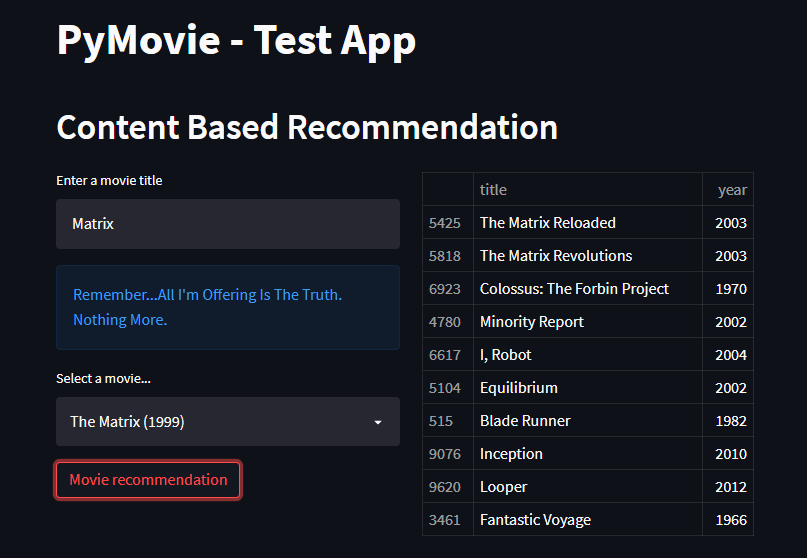 PyMovie - Test App
Content Based Recommendation
Enter a movie title
Matrix
Remember...All I'm Offering Is The Truth.
Nothing More.
Select a movie...
The Matrix (1999)
Movie recommendation
title year
5425 The Matrix Reloaded 2003
5818 The Matrix Revolutions 2003
6923 Colossus: The Forbin Project 1970
4780 Minority Report 2002
6617 I, Robot 2004
5104 Equilibrium 2002
515 Blade Runner 1982
9076 Inception 2010
9620 Looper 2012
3461 Fantastic Voyage 1966